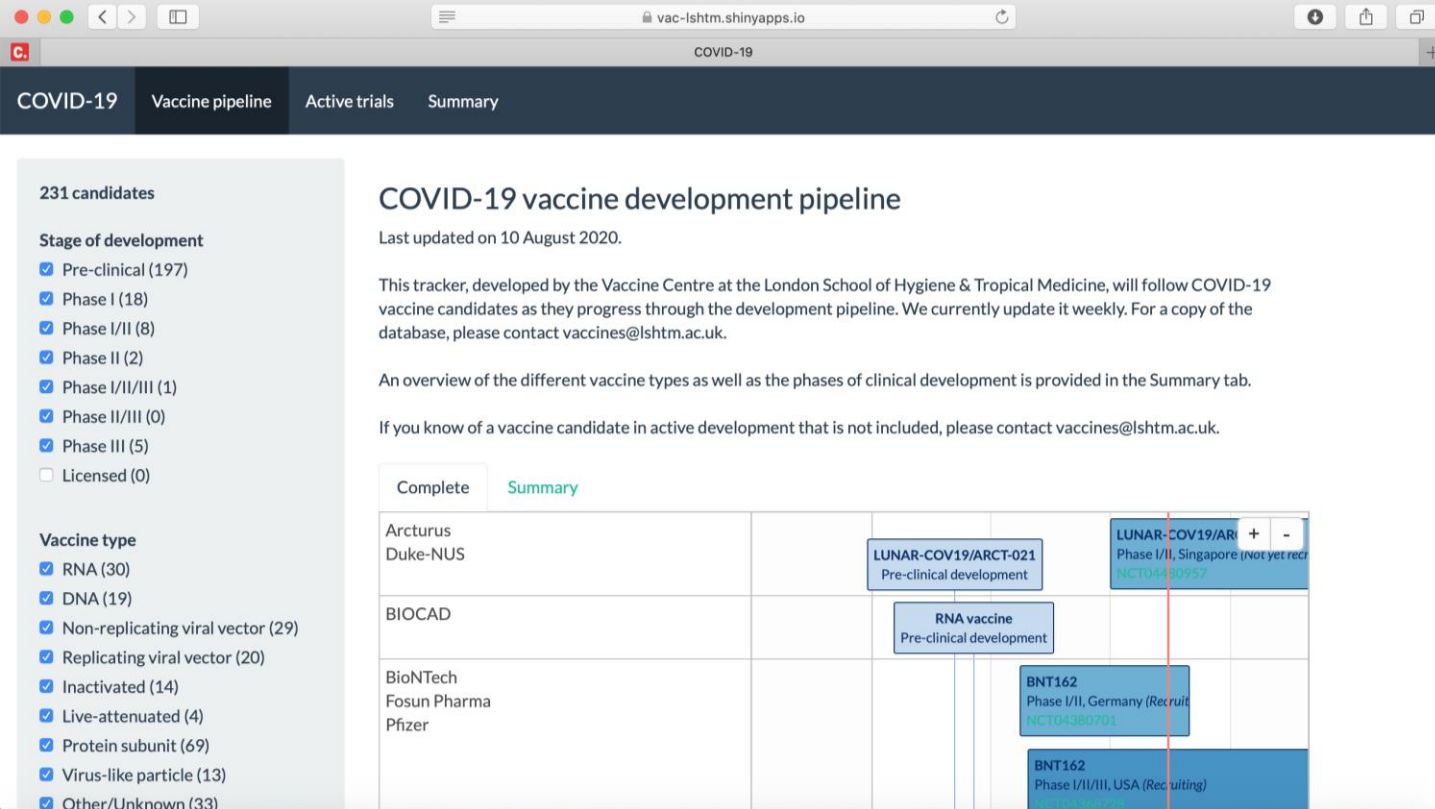 vac-lshtm.shinyapps.io
C.
COVID-19
COVID-19
Vaccine pipeline
Active trials
Summary
231 candidates
Stage of development
Pre-clinical (197)
Phase I (18)
Phase I/II (8)
Phase II (2)
Phase I/II/III (1)
Phase II/III (0)
Phase III (5)
Licensed (0)
Vaccine type
RNA (30)
DNA (19)
Non-replicating viral vector (29)
Replicating viral vector (20)
Inactivated (14)
Live-attenuated (4)
Protein subunit (69)
Virus-like particle (13)
Other/Unknown (33)
COVID-19 vaccine development pipeline
Last updated on 10 August 2020.
This tracker, developed by the Vaccine Centre at the London School of Hygiene & Tropical Medicine, will follow COVID-19
vaccine candidates as they progress through the development pipeline. We currently update it weekly. For a copy of the
database, please contact vaccines@lshtm.ac.uk.
An overview of the different vaccine types as well as the phases of clinical development is provided in the Summary tab.
If you know of a vaccine candidate in active development that is not included, please contact vaccines@lshtm.ac.uk.
Complete
Summary
Arcturus
Duke-NUS
LUNAR-COV19/ARCT-021
Pre-clinical development
LUNAR-COV19/AR
+ -
Phase I/II, Singapore (Not yet recr
NCT04480957
BIOCAD
RNA vaccine
Pre-clinical development
BioNTech
Fosun Pharma
Pfizer
BNT162
Phase I/II, Germany (Recruit
NCT04380701
BNT162
Phase I/II/III, USA (Recruiting)